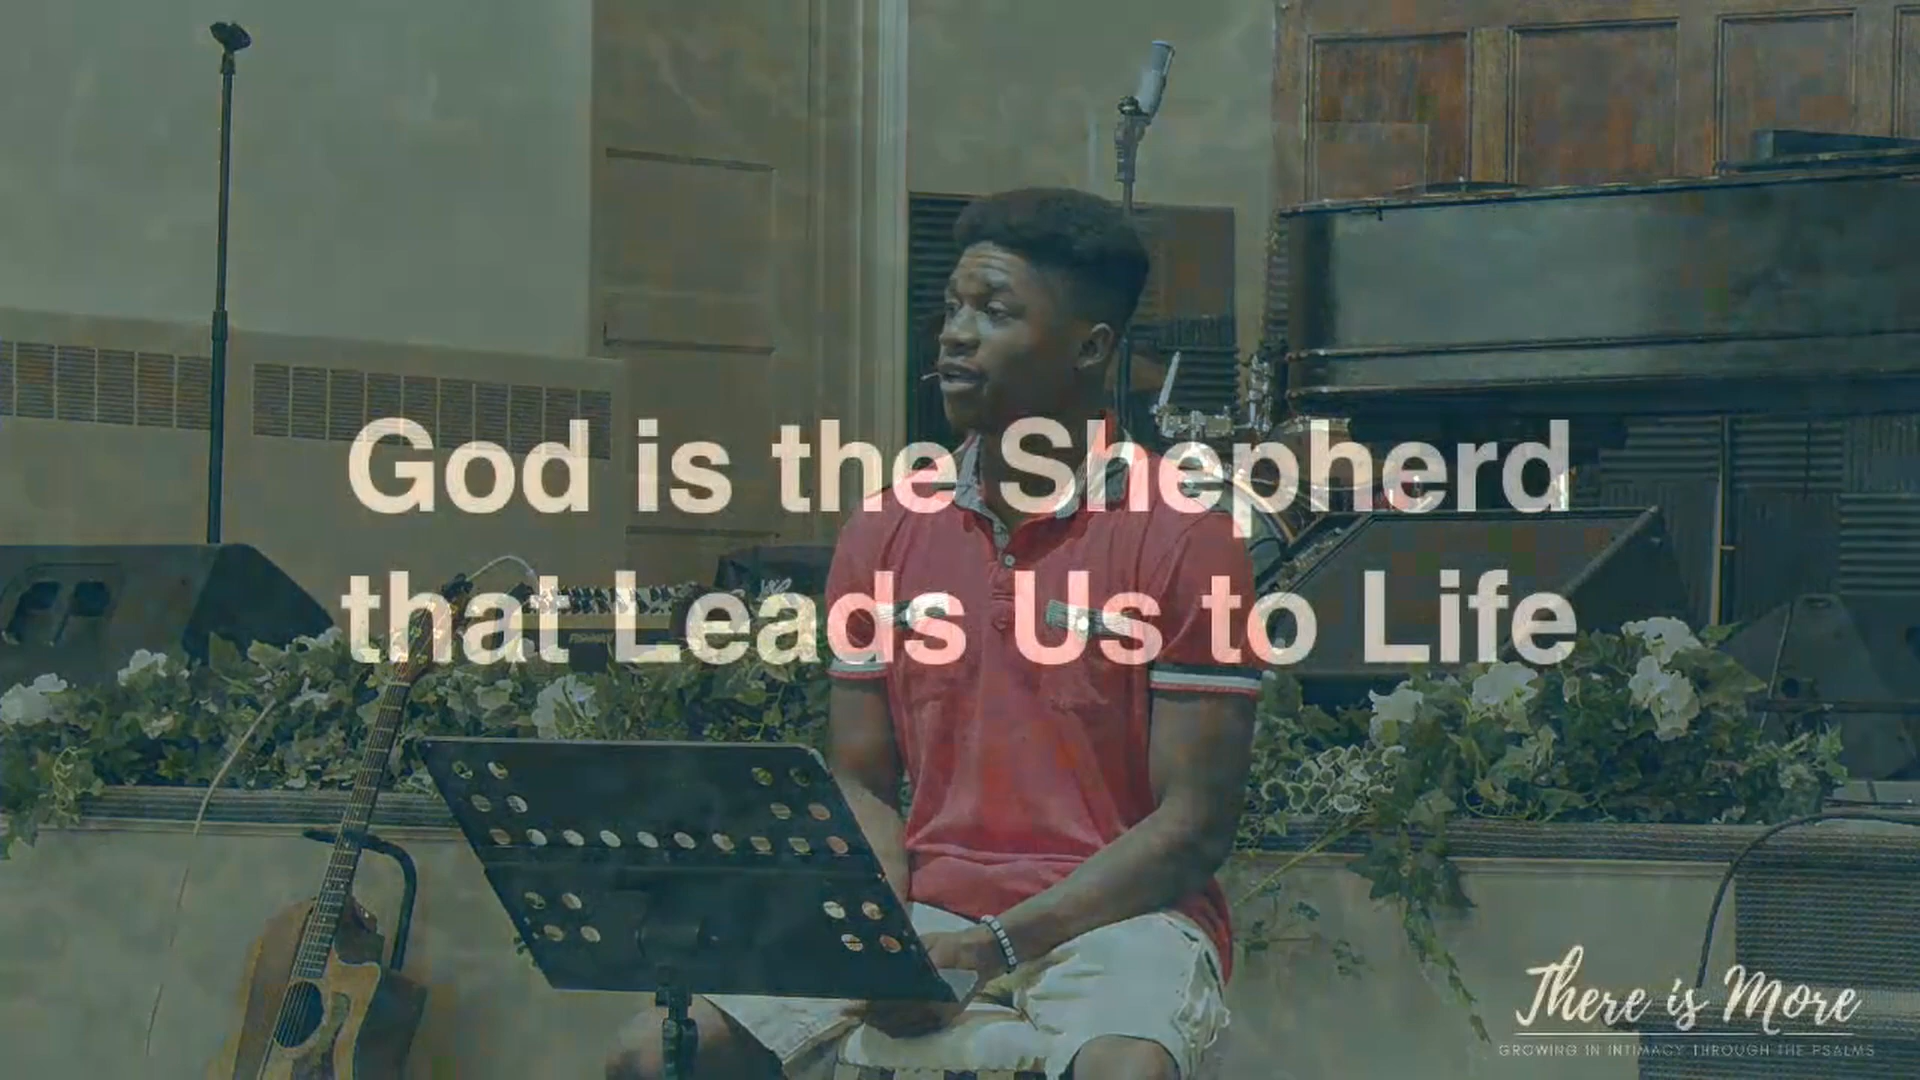 God is the Shepherd
that Leads Us to Life
There is More
GROWING IN INTIMACY THROUGH THE PSALMS